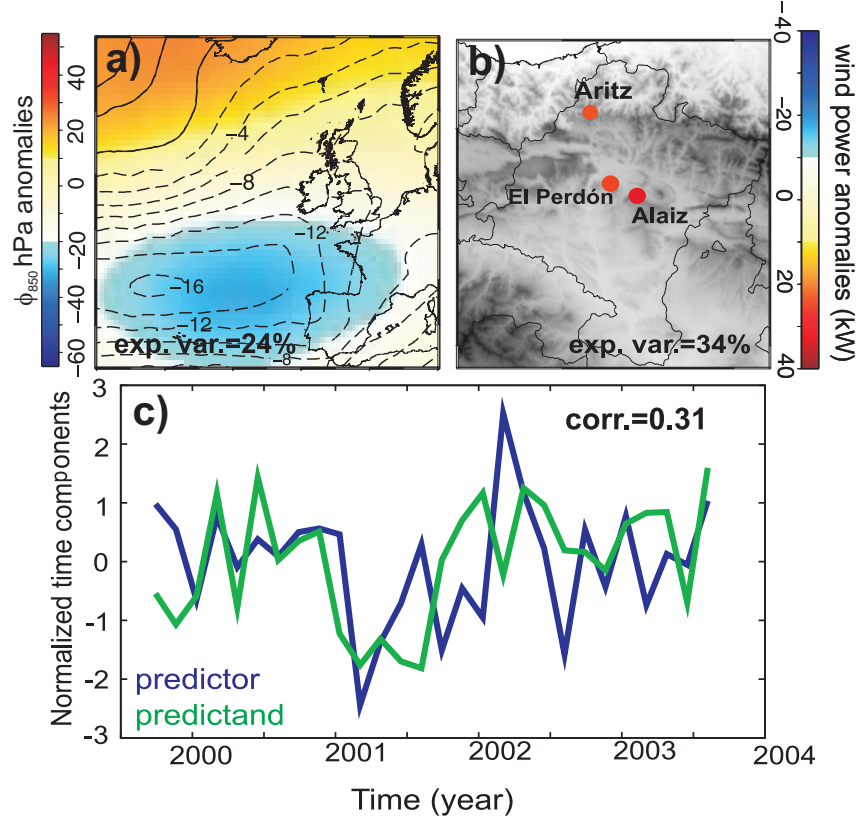 a)
ϕ850 hPa anomalies
40
20
0
−20
−40
−60
−4
−8
−12
−16
−12
−8
exp. var.=24%
b)
Aritz
El Perdón
Alaiz
exp. var.=34%
wind power anomalies (kW)
−40
−20
0
20
40
c)
corr.=0.31
Normalized time components
3
2
1
0
-1
-2
-3
predictor
predictand
2000
2001
2002
2003
2004
Time (year)